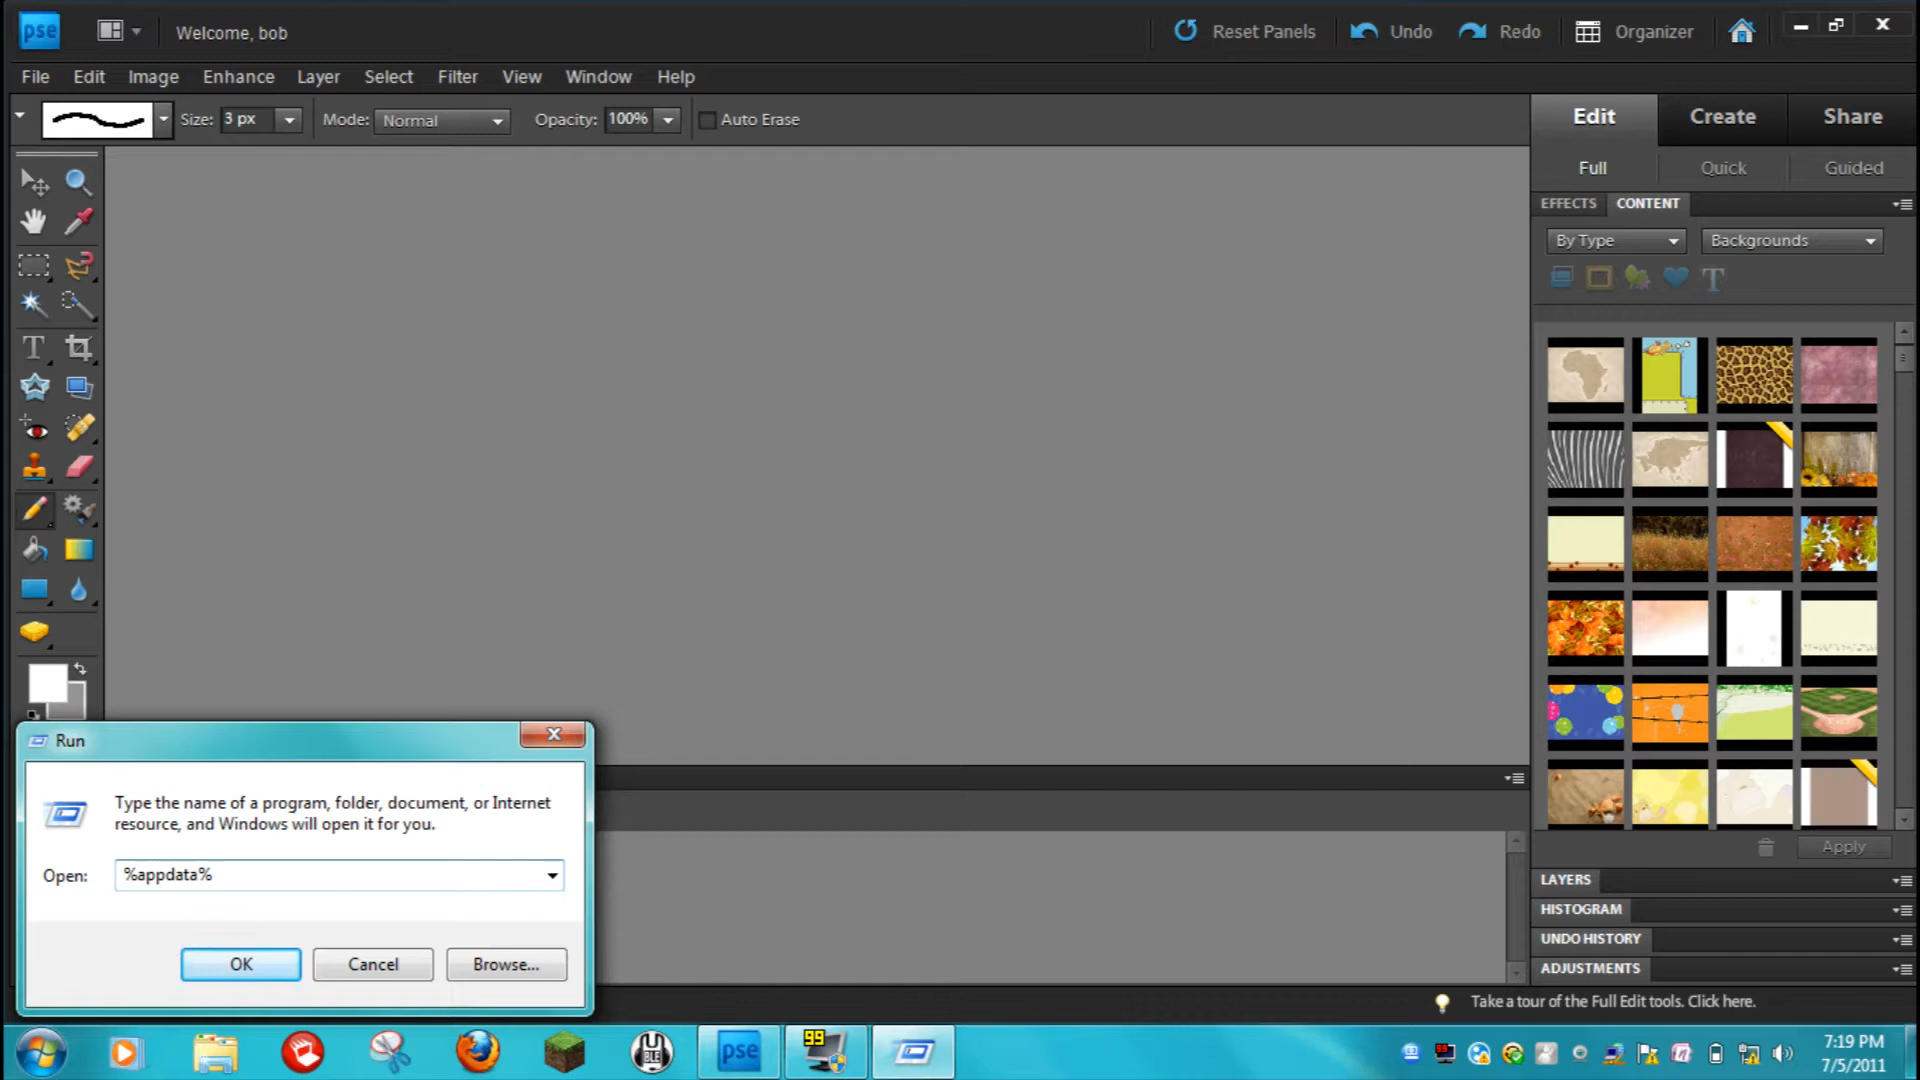 pse Welcome, bob Reset Panels Undo Redo Organizer
File Edit Image Enhance Layer Select Filter View Window Help
Size: 3 px Mode: Normal Opacity: 100% Auto Erase
Edit Create Share
Full Quick Guided
EFFECTS CONTENT
By Type Backgrounds
T
T
Apply
LAYERS
HISTOGRAM
UNDO HISTORY
ADJUSTMENTS
Take a tour of the Full Edit tools. Click here.
Run
Type the name of a program, folder, document, or Internet
resource, and Windows will open it for you.
Open: %appdata%
OK Cancel Browse...
BLE pse 99
7:19 PM
7/5/2011